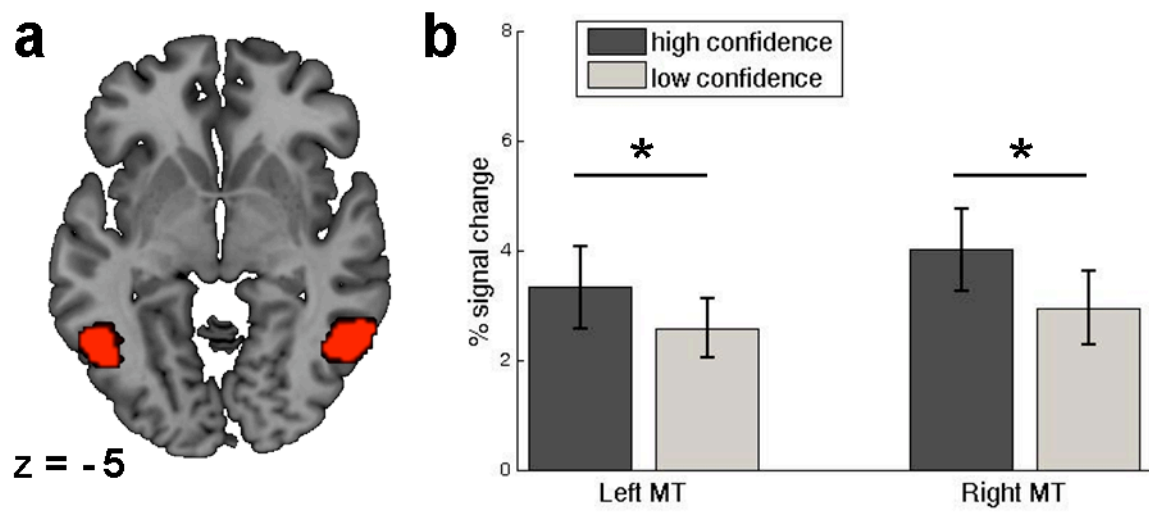 a
z = -5
b
% signal change
8
6
4
2
0
high confidence
low confidence
*
*
Left MT
Right MT